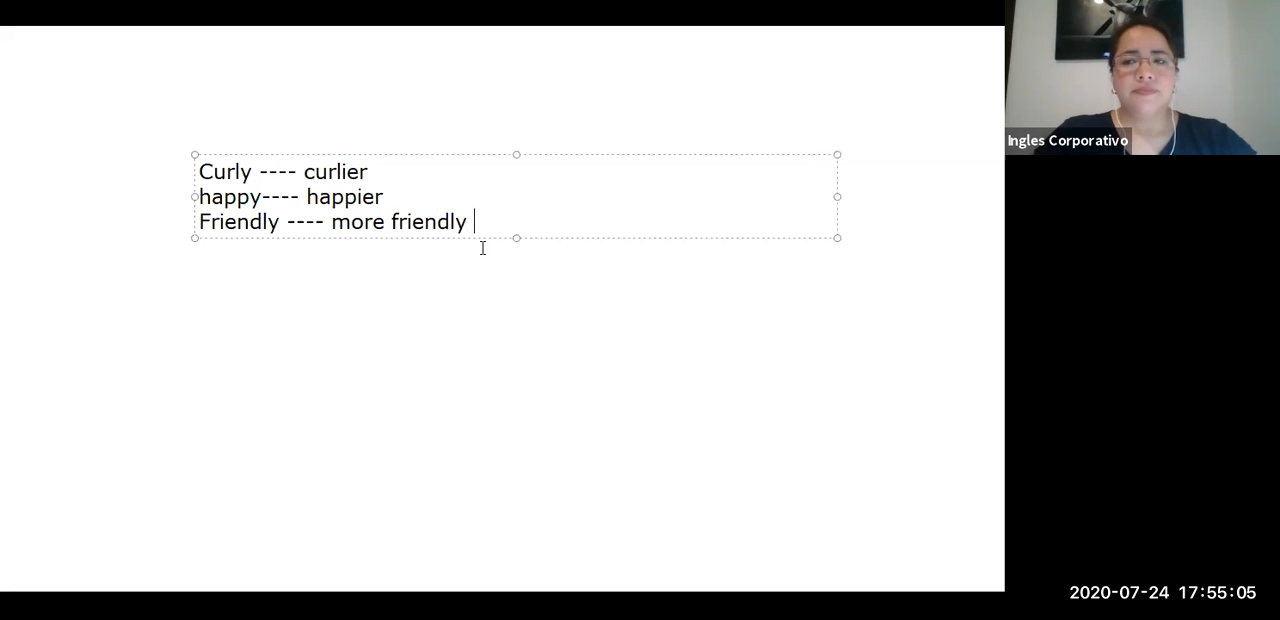 Curly ---- curlier
happy---- happier
Friendly ---- more friendly
Ingles Corporativo
2020-07-24 17:55:05